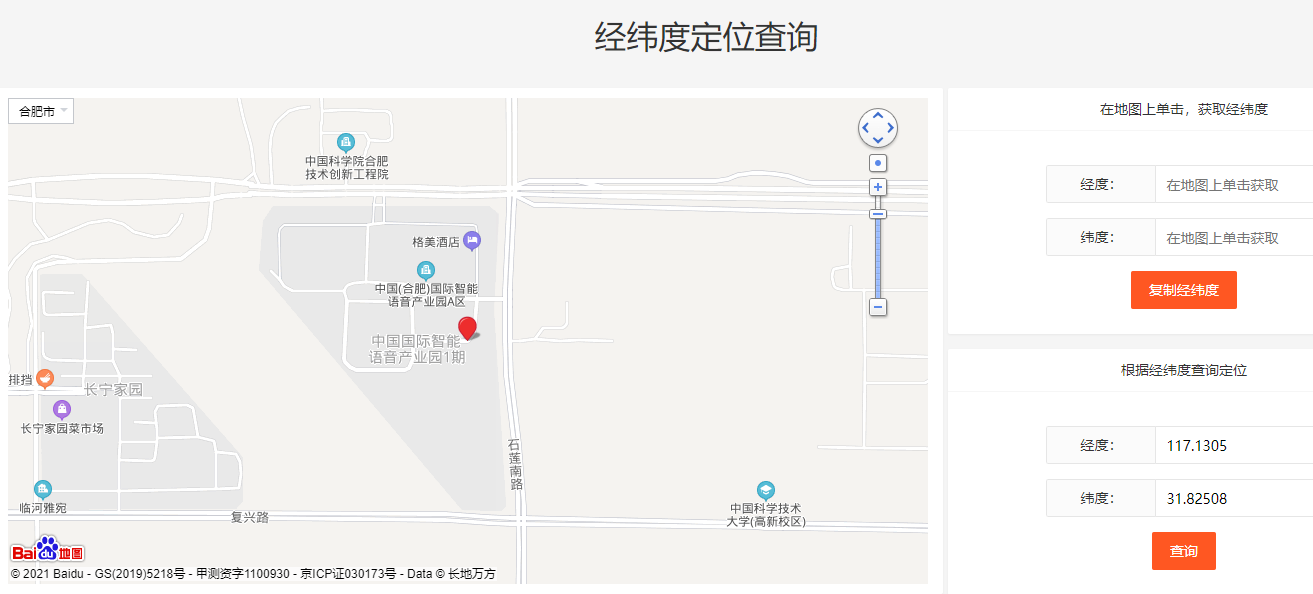 经纬度定位查询
合肥市
中国科学院合肥
技术创新工程院
格美酒店
中国(合肥)国际智能
语音产业园A区
中国国际智能
语音产业园1期
排挡
长宁家园
长宁家园菜市场
石莲南路
临河雅宛
复兴路
中国科学技术
大学(高新校区)
Bai du 地图
© 2021 Baidu - GS(2019)5218号 - 甲测资字1100930 - 京ICP证030173号 - Data © 长地万方
在地图上单击，获取经纬度
经度： 在地图上单击获取
纬度： 在地图上单击获取
复制经纬度
根据经纬度查询定位
经度： 117.1305
纬度： 31.82508
查询